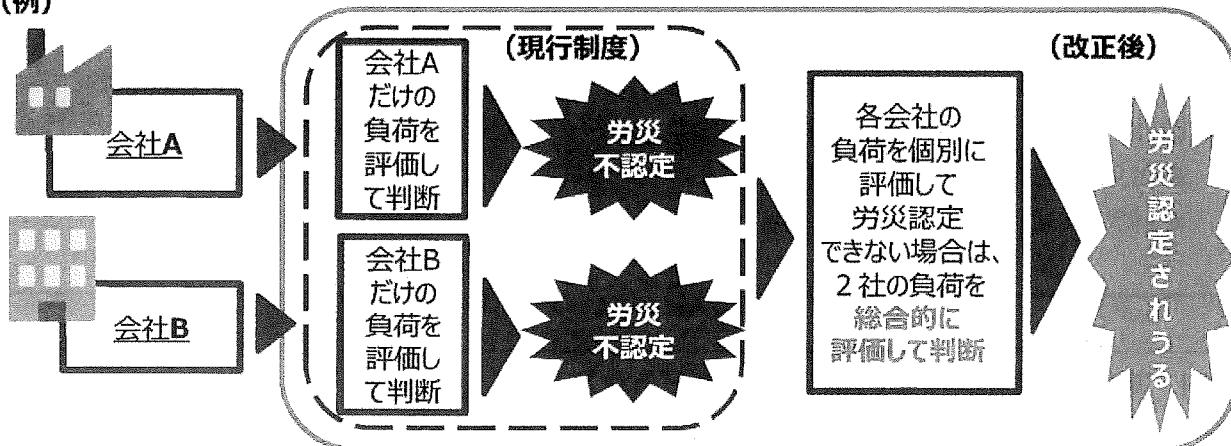 (例)
(現行制度)
(改正後)
会社A
会社A
だけの
負荷を
評価し
て判断
労災
不認定
会社B
会社B
だけの
負荷を
評価し
て判断
労災
不認定
各会社の
負荷を個別に
評価して
労災認定
できない場合は、
2社の負荷を
総合的に
評価して判断
労災認定されうる